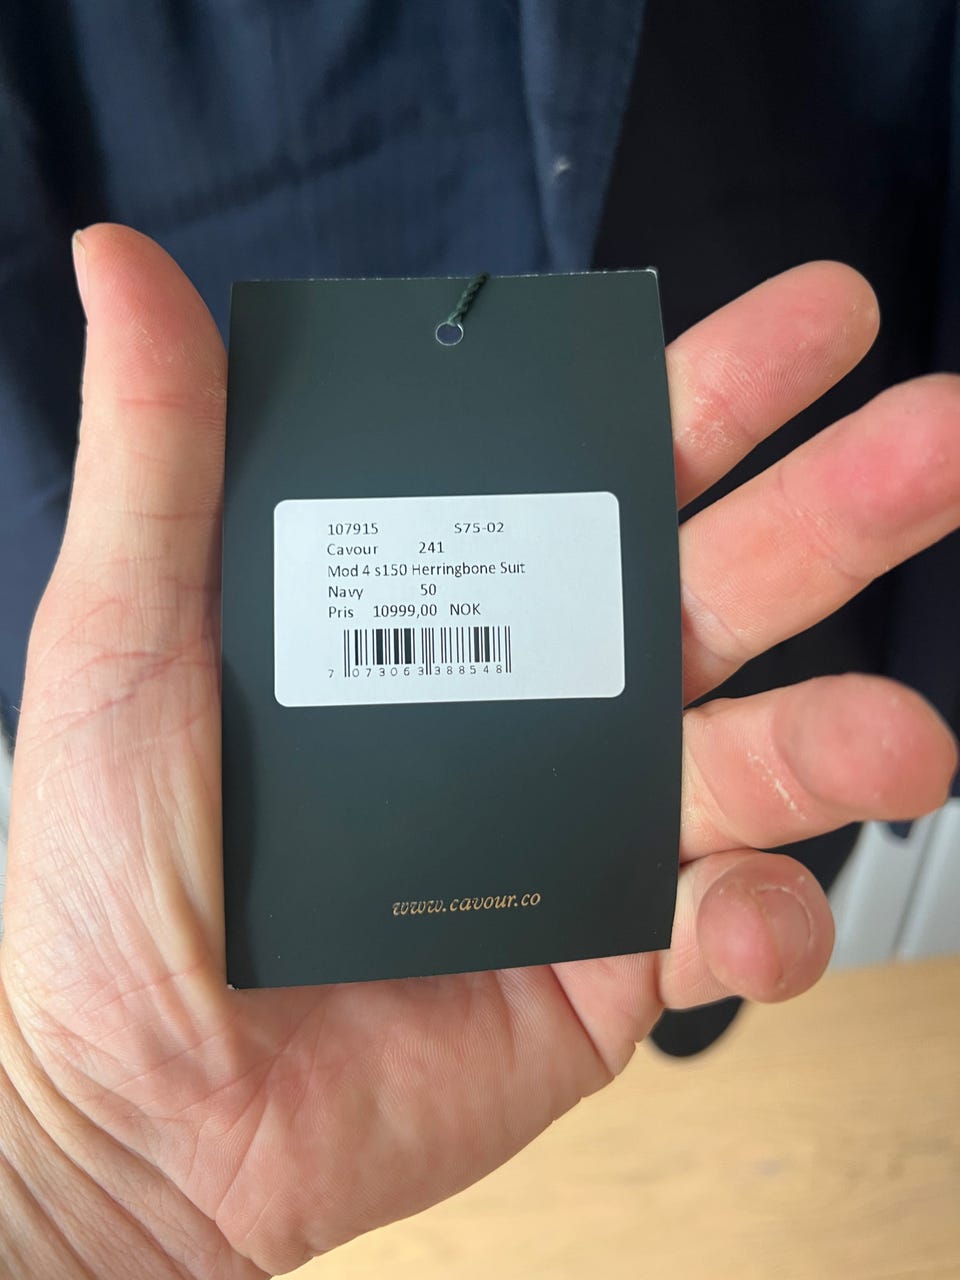 107915 S75-02
Cavour 241
Mod 4 s150 Herringbone Suit
Navy 50
Pris 10999,00 NOK
7 073063 388548
www.cavour.co